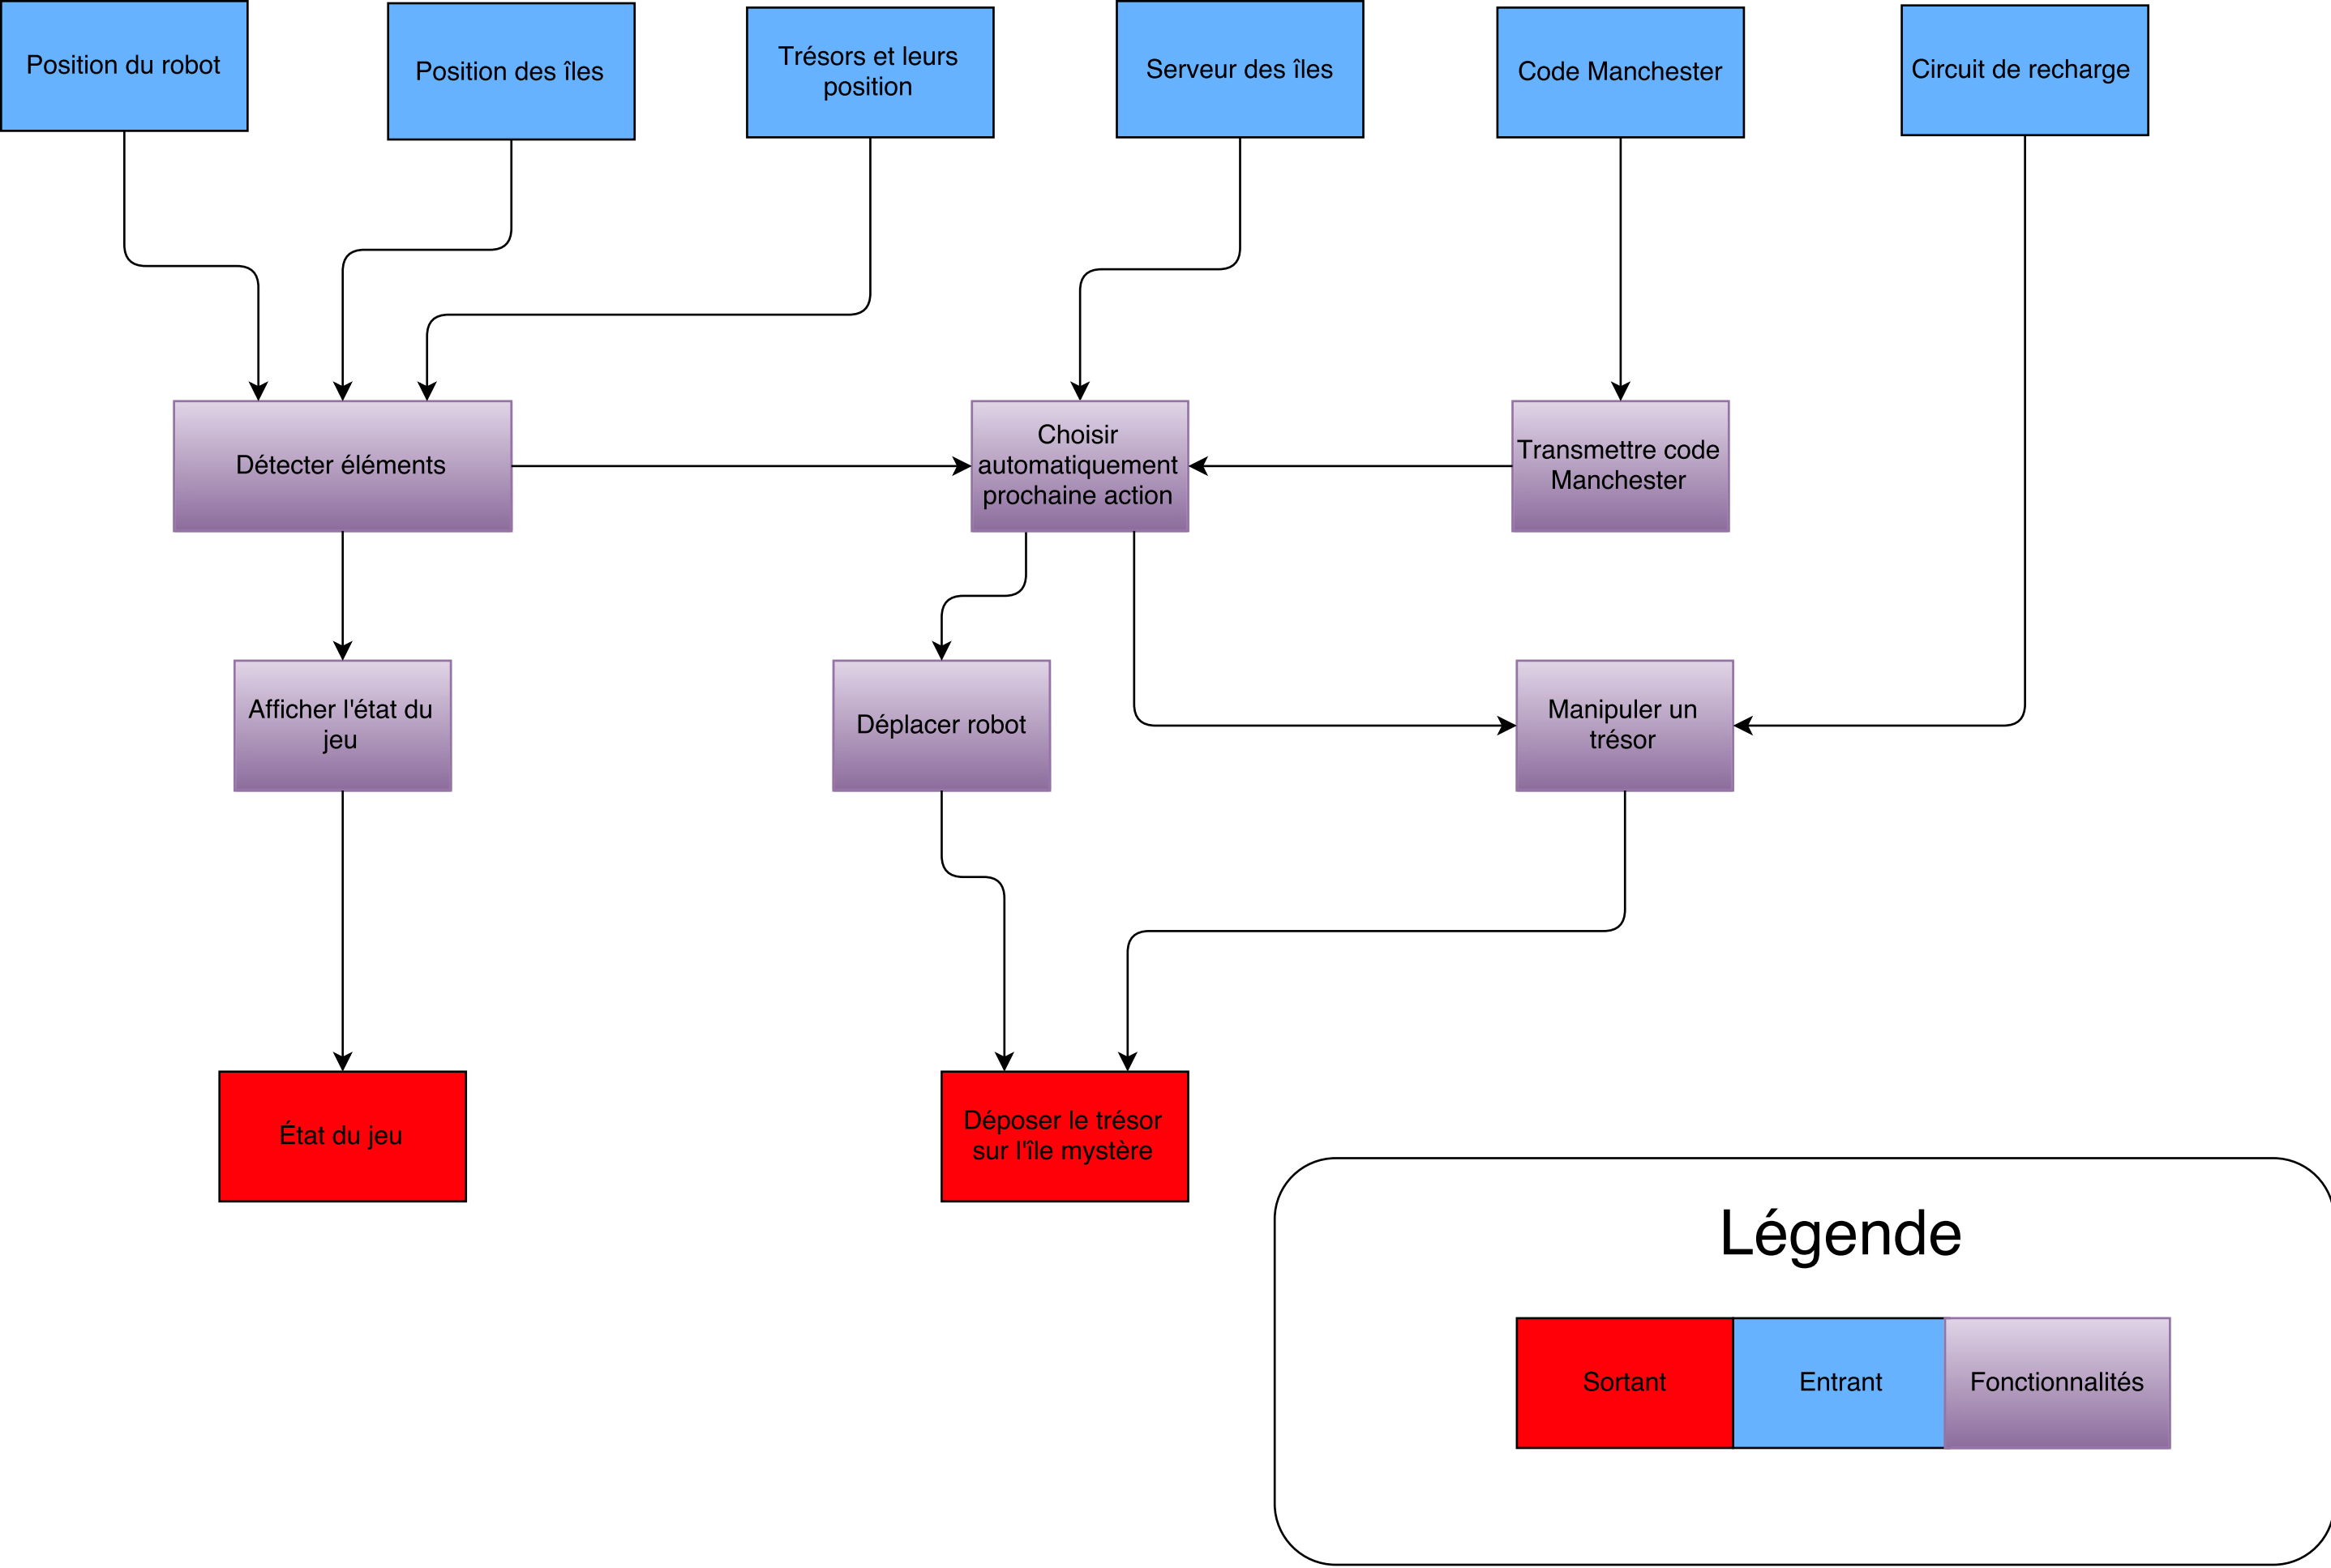 Position du robot
Position des îles
Trésors et leurs
position
Serveur des îles
Code Manchester
Circuit de recharge
Détecter éléments
Choisir
automatiquement
prochaine action
Transmettre code
Manchester
Afficher l'état du
jeu
Déplacer robot
Manipuler un
trésor
État du jeu
Déposer le trésor
sur l'île mystère
Légende
Sortant
Entrant
Fonctionnalités